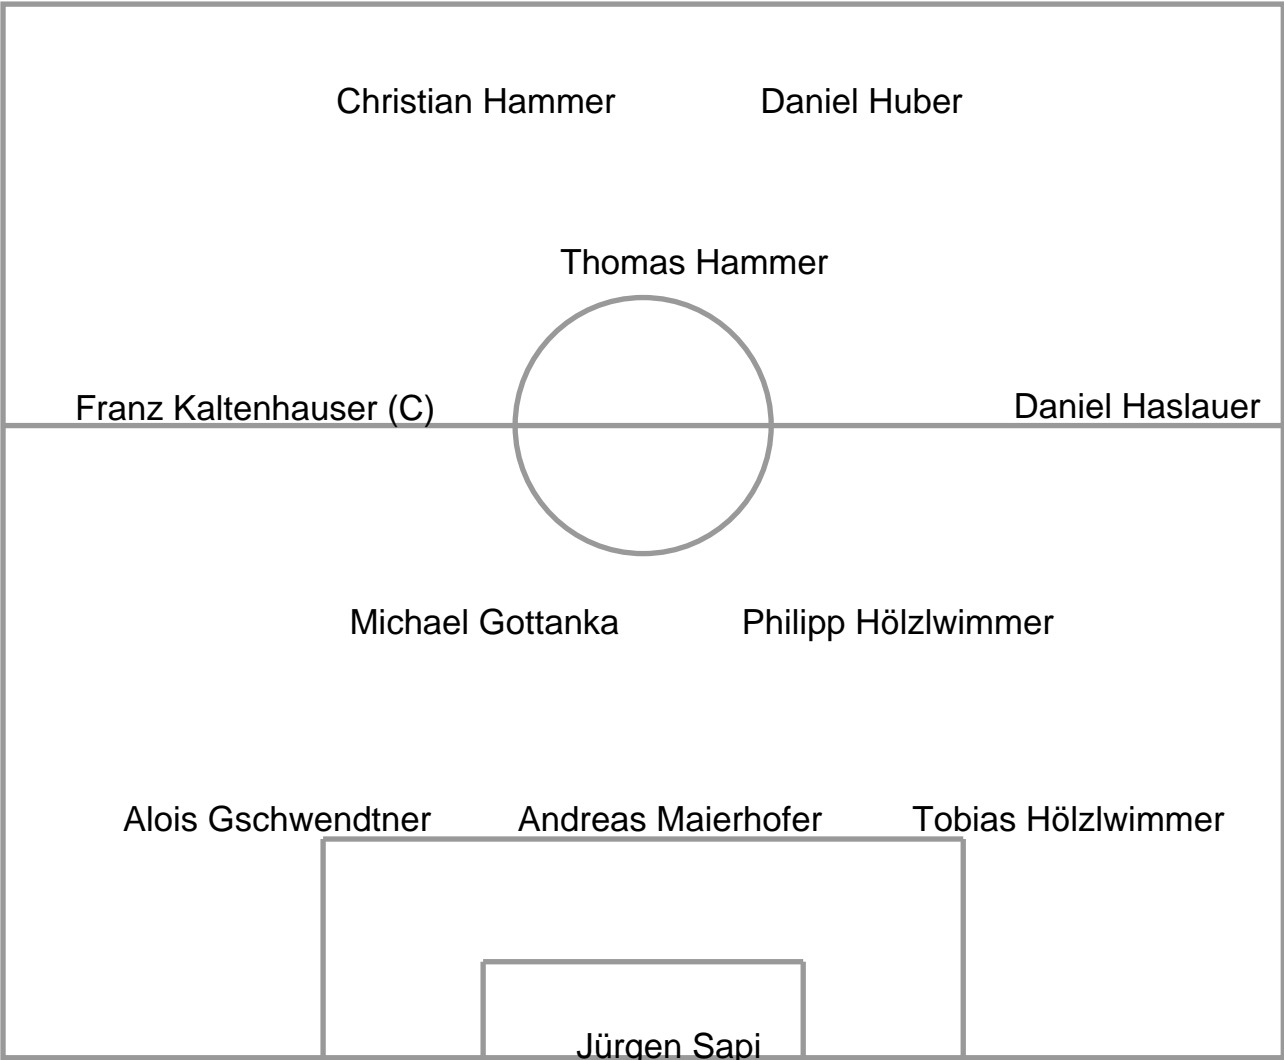 Christian Hammer Daniel Huber
Thomas Hammer
Franz Kaltenhauser (C) Daniel Haslauer
Michael Gottanka Philipp Hölzlwimmer
Alois Gschwendtner Andreas Maierhofer Tobias Hölzlwimmer
Jürgen Sapi